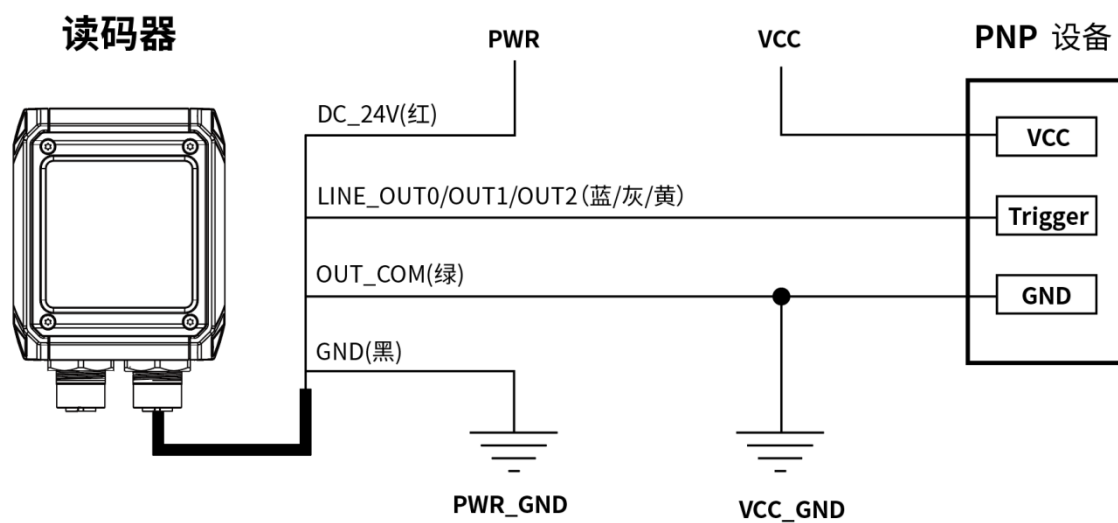 读码器
PWR
VCC
PNP 设备
DC_24V(红)
VCC
LINE_OUT0/OUT1/OUT2(蓝/灰/黄)
Trigger
OUT_COM(绿)
GND
GND(黑)
PWR_GND
VCC_GND